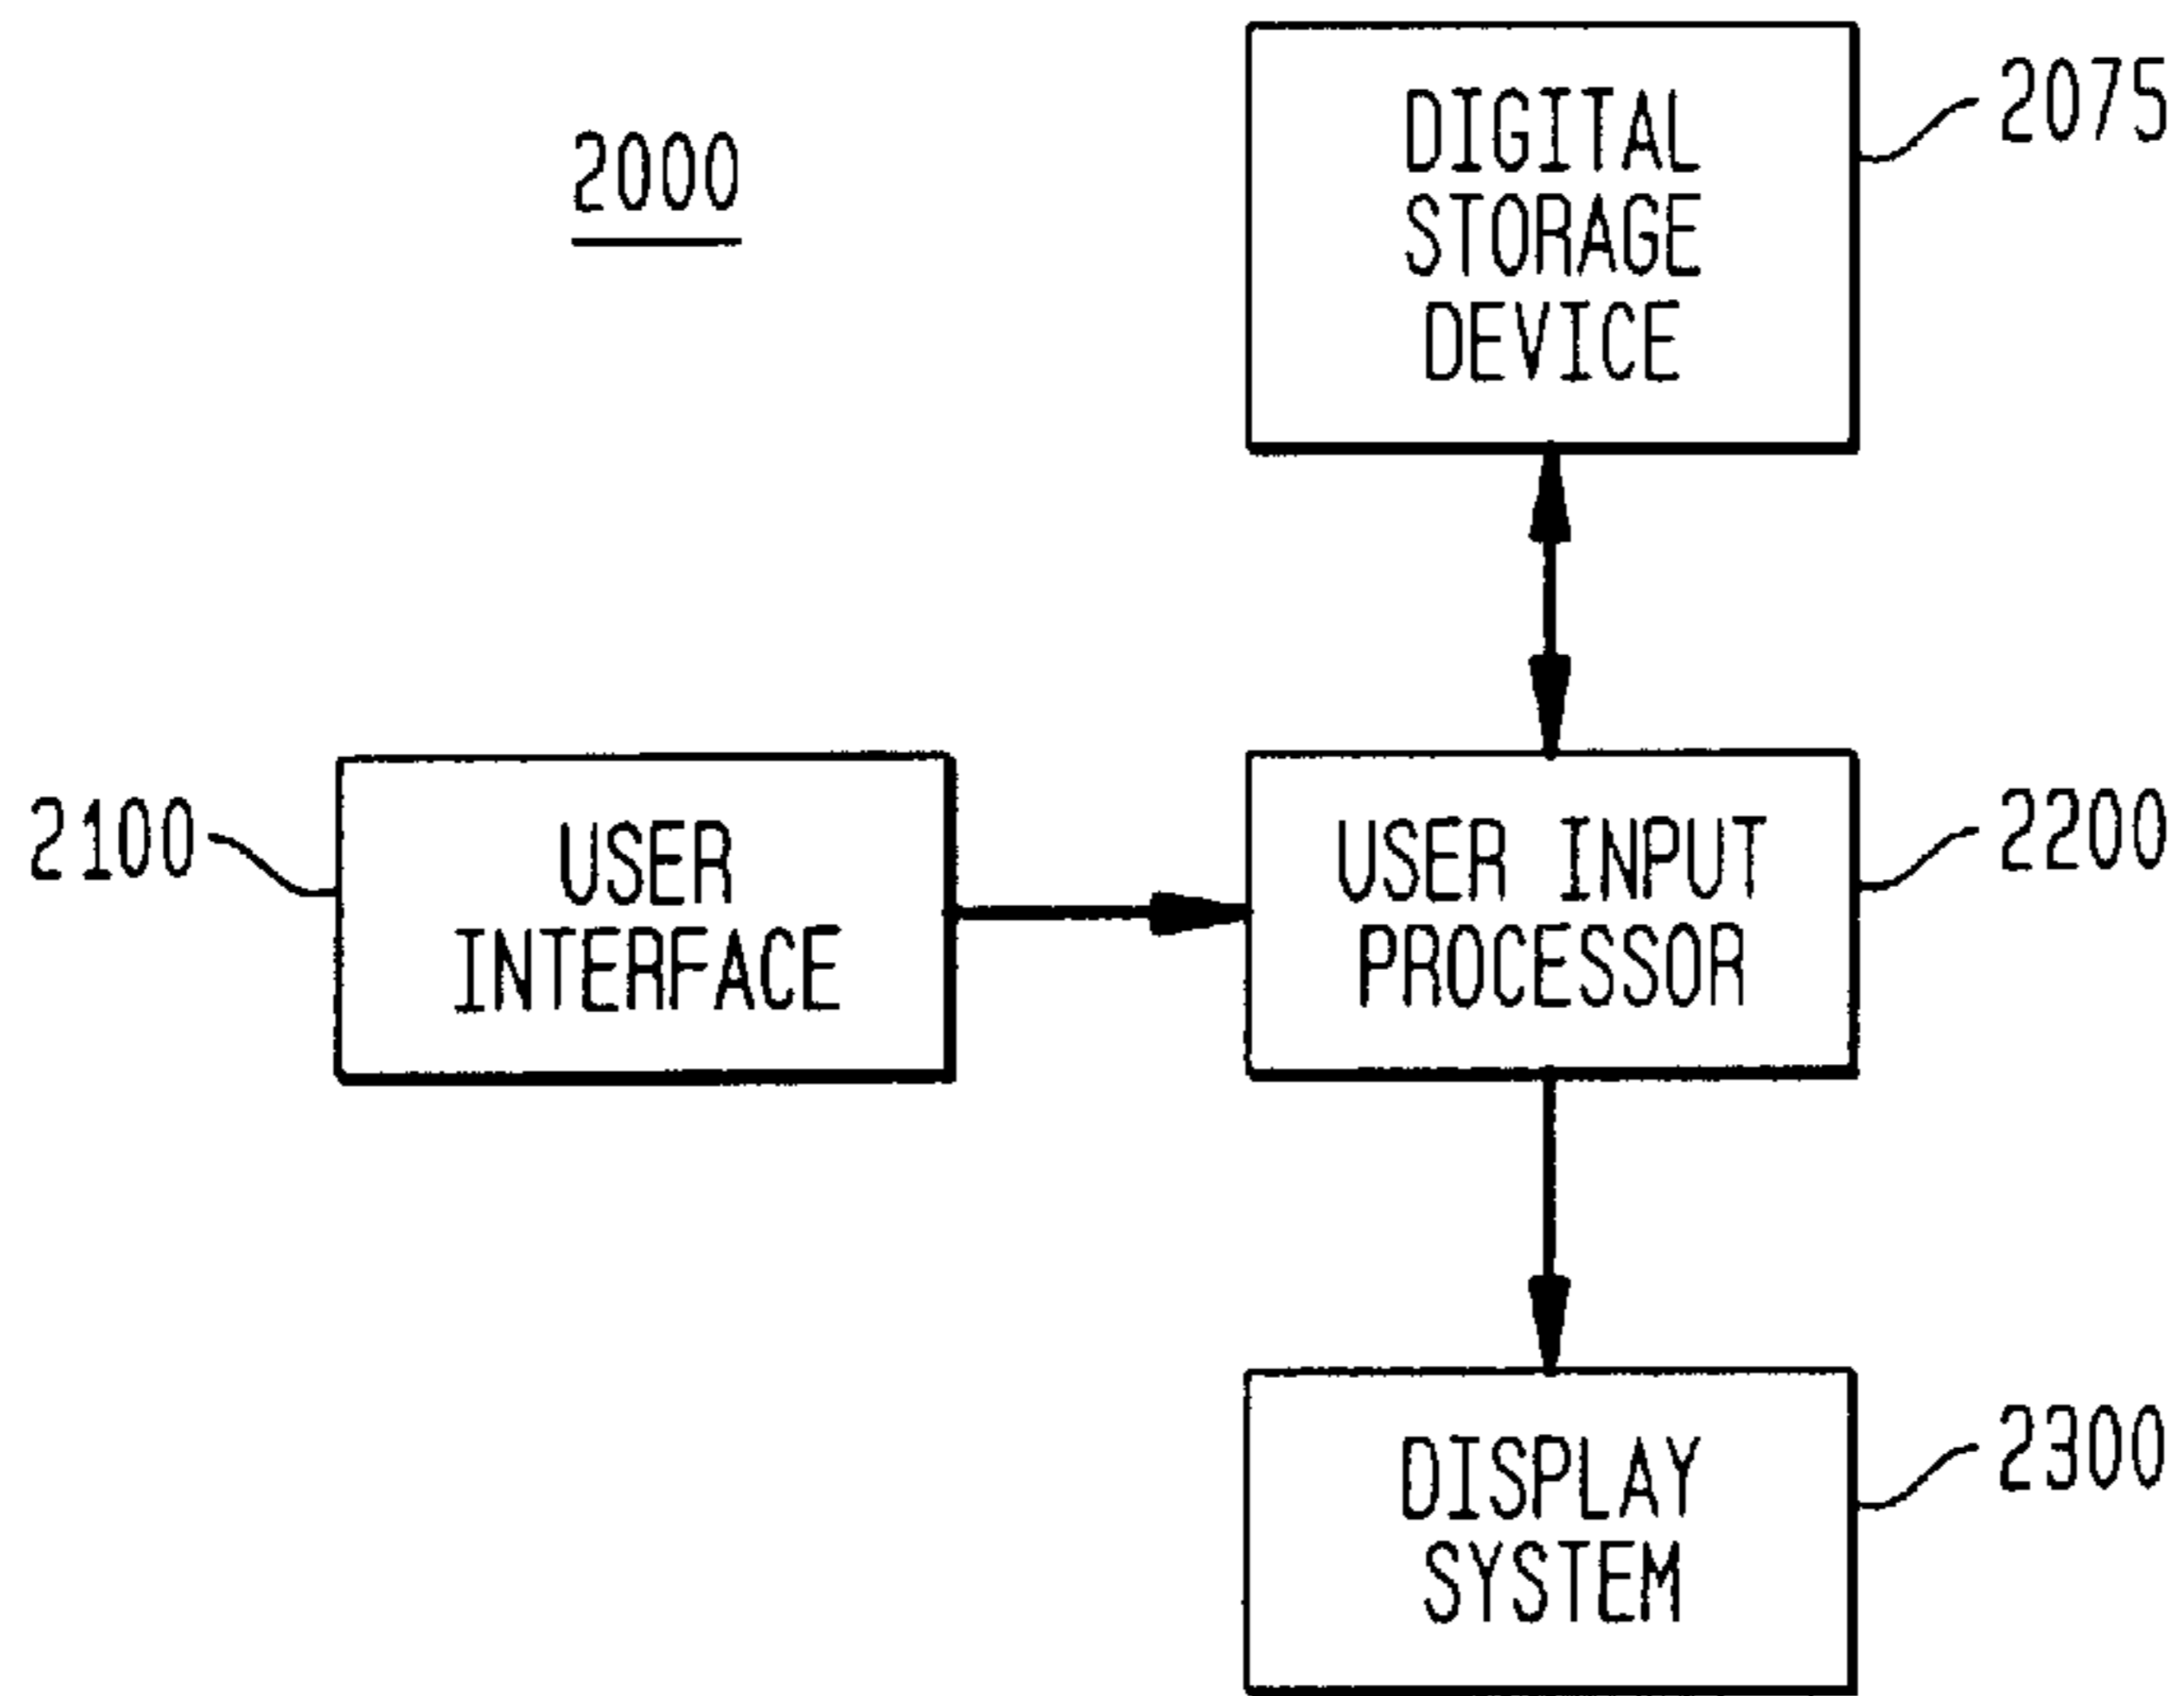 2000
DIGITAL
STORAGE
DEVICE
2075
2100
USER
INTERFACE
USER INPUT
PROCESSOR
2200
DISPLAY
SYSTEM
2300